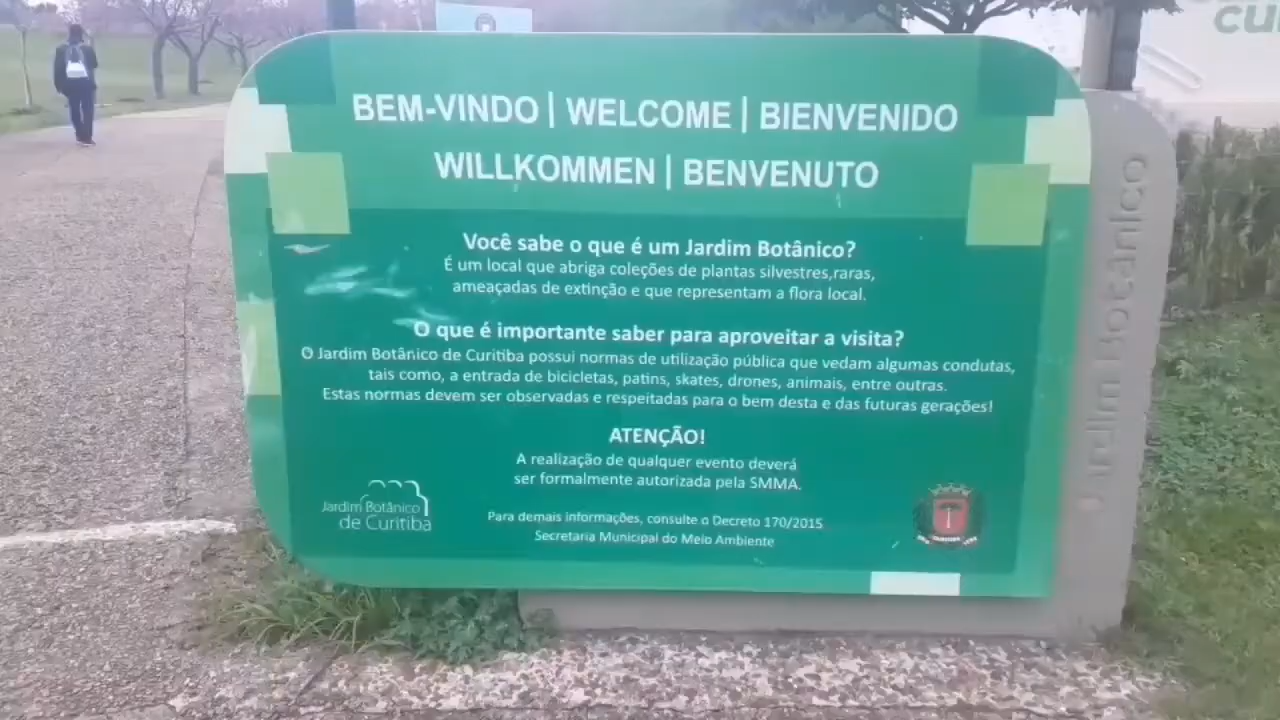 BEM-VINDO | WELCOME | BIENVENIDO
WILLKOMMEN | BENVENUTO
Você sabe o que é um Jardim Botânico?
É um local que abriga coleções de plantas silvestres,raras,
ameaçadas de extinção e que representam a flora local.
O que é importante saber para aproveitar a visita?
O Jardim Botânico de Curitiba possui normas de utilização pública que vedam algumas condutas,
tais como, a entrada de bicicletas, patins, skates, drones, animais, entre outras.
Estas normas devem ser observadas e respeitadas para o bem desta e das futuras gerações!
ATENÇÃO!
A realização de qualquer evento deverá
ser formalmente autorizada pela SMMA.
Para demais informações, consulte o Decreto 170/2015
Secretaria Municipal do Meio Ambiente
Jardim Botânico
de Curitiba
Jardim Botânico